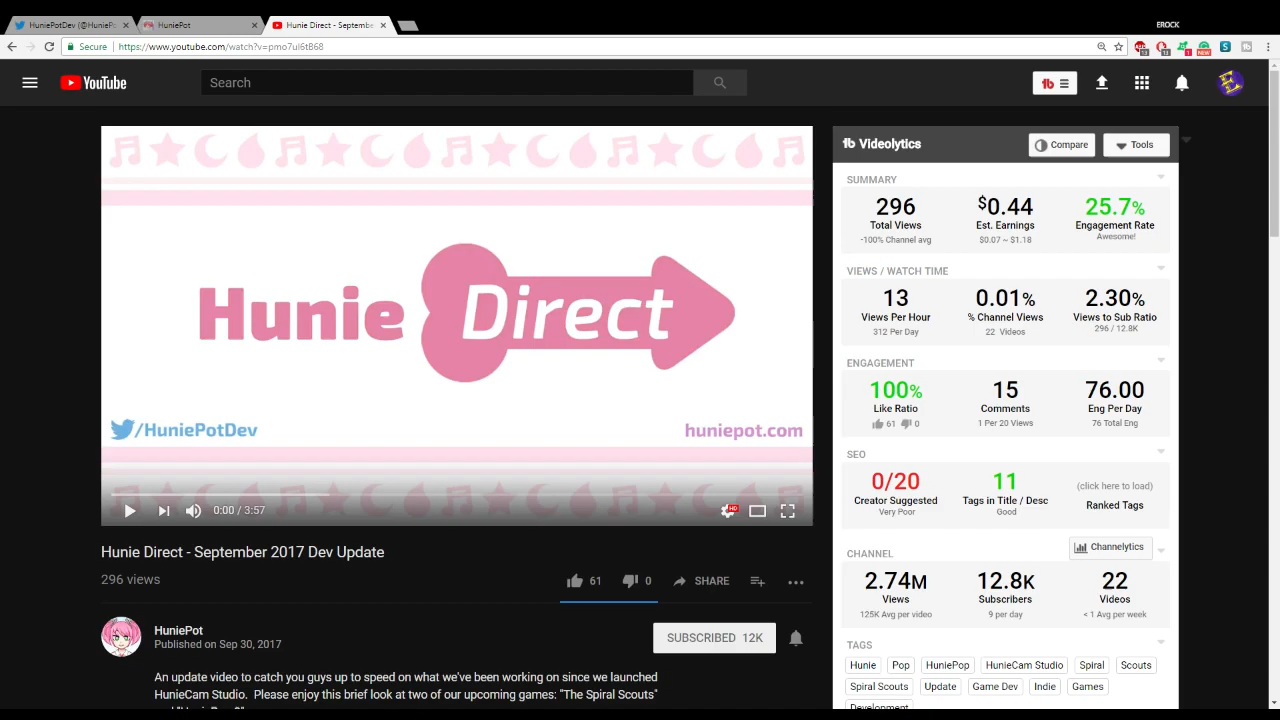 HuniePotDev (@HunieP
HuniePot
Hunie Direct - Septembe
EROCK
Secure
https://www.youtube.com/watch?v=pmo7ul6t868
YouTube
Search
Hunie Direct
/HuniePotDev
huniepot.com
0:00 / 3:57
HD
Hunie Direct - September 2017 Dev Update
296 views
61
0
SHARE
HuniePot
Published on Sep 30, 2017
SUBSCRIBED 12K
An update video to catch you guys up to speed on what we've been working on since we launched
HunieCam Studio. Please enjoy this brief look at two of our upcoming games: "The Spiral Scouts"
tb Videolytics
Compare
Tools
SUMMARY
296 $0.44 25.7%
Total Views Est. Earnings Engagement Rate
-100% Channel avg $0.07 ~ $1.18 Awesome!
VIEWS / WATCH TIME
13 0.01% 2.30%
Views Per Hour % Channel Views Views to Sub Ratio
312 Per Day 22 Videos 296 / 12.8K
ENGAGEMENT
100% 15 76.00
Like Ratio Comments Eng Per Day
61 0 1 Per 20 Views 76 Total Eng
SEO
0/20 11 (click here to load)
Creator Suggested Tags in Title / Desc Ranked Tags
Very Poor Good
CHANNEL Channelytics
2.74M 12.8K 22
Views Subscribers Videos
125K Avg per video 9 per day < 1 Avg per week
TAGS
Hunie Pop HuniePop HunieCam Studio Spiral Scouts
Spiral Scouts Update Game Dev Indie Games
Development